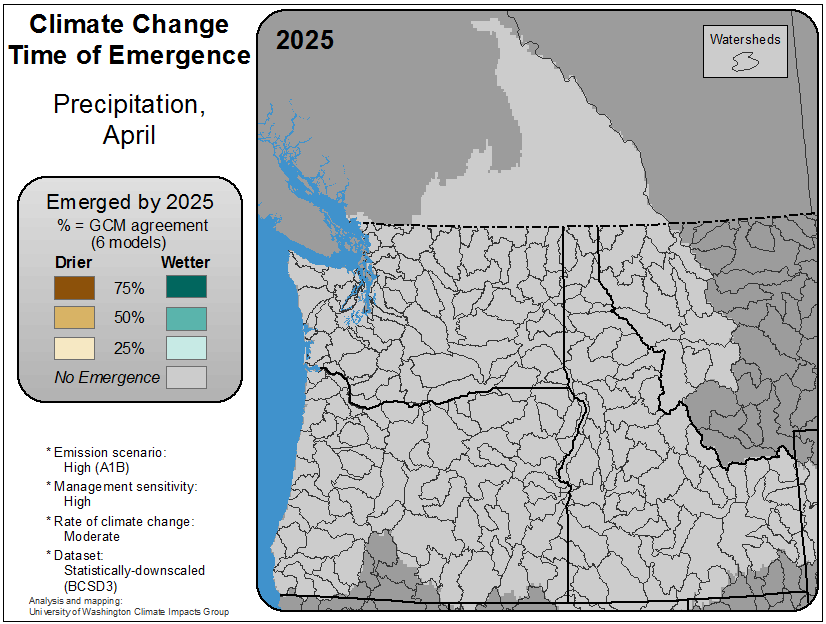 Climate Change
Time of Emergence
Precipitation,
April
Emerged by 2025
% = GCM agreement
(6 models)
Drier Wetter
75%
50%
25%
No Emergence
* Emission scenario:
High (A1B)
* Management sensitivity:
High
* Rate of climate change:
Moderate
* Dataset:
Statistically-downscaled
(BCSD3)
Analysis and mapping:
University of Washington Climate Impacts Group
2025
Watersheds